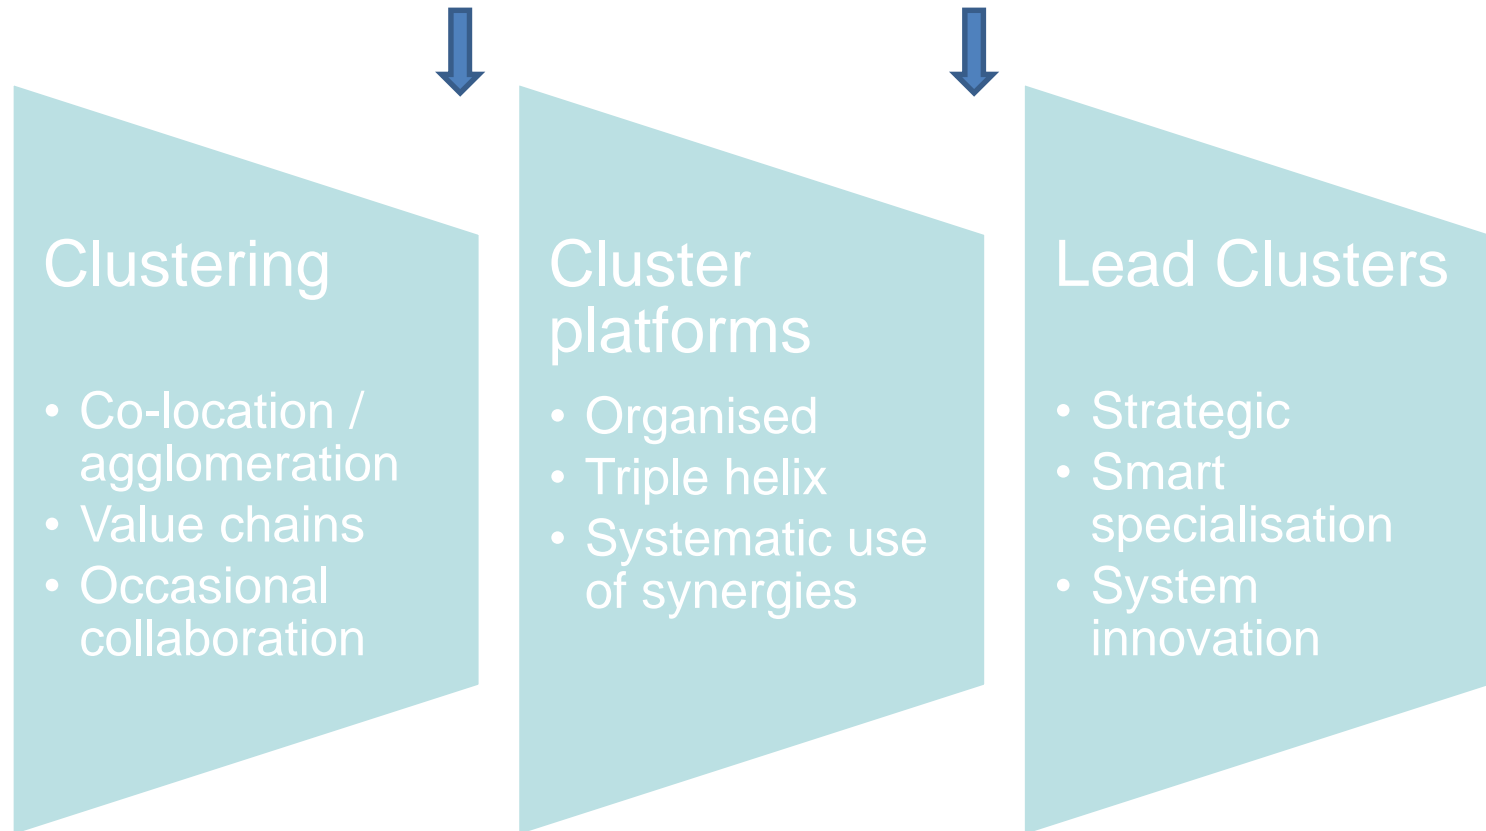 Clustering
• Co-location /
agglomeration
• Value chains
• Occasional
collaboration
Cluster
platforms
• Organised
• Triple helix
• Systematic use
of synergies
Lead Clusters
• Strategic
• Smart
specialisation
• System
innovation